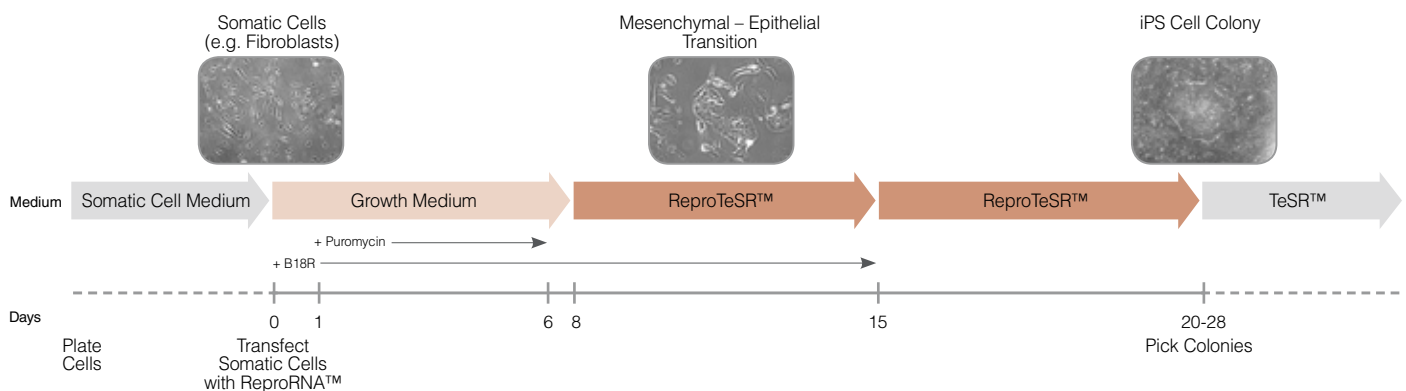 Somatic Cells
(e.g. Fibroblasts)
Mesenchymal – Epithelial
Transition
iPS Cell Colony
Medium
Somatic Cell Medium
Growth Medium
ReproTeSR™
ReproTeSR™
TeSR™
+ Puromycin
+ B18R
Days
0
1
6
8
15
20-28
Plate
Cells
Transfect
Somatic Cells
with ReproRNA™
Pick Colonies